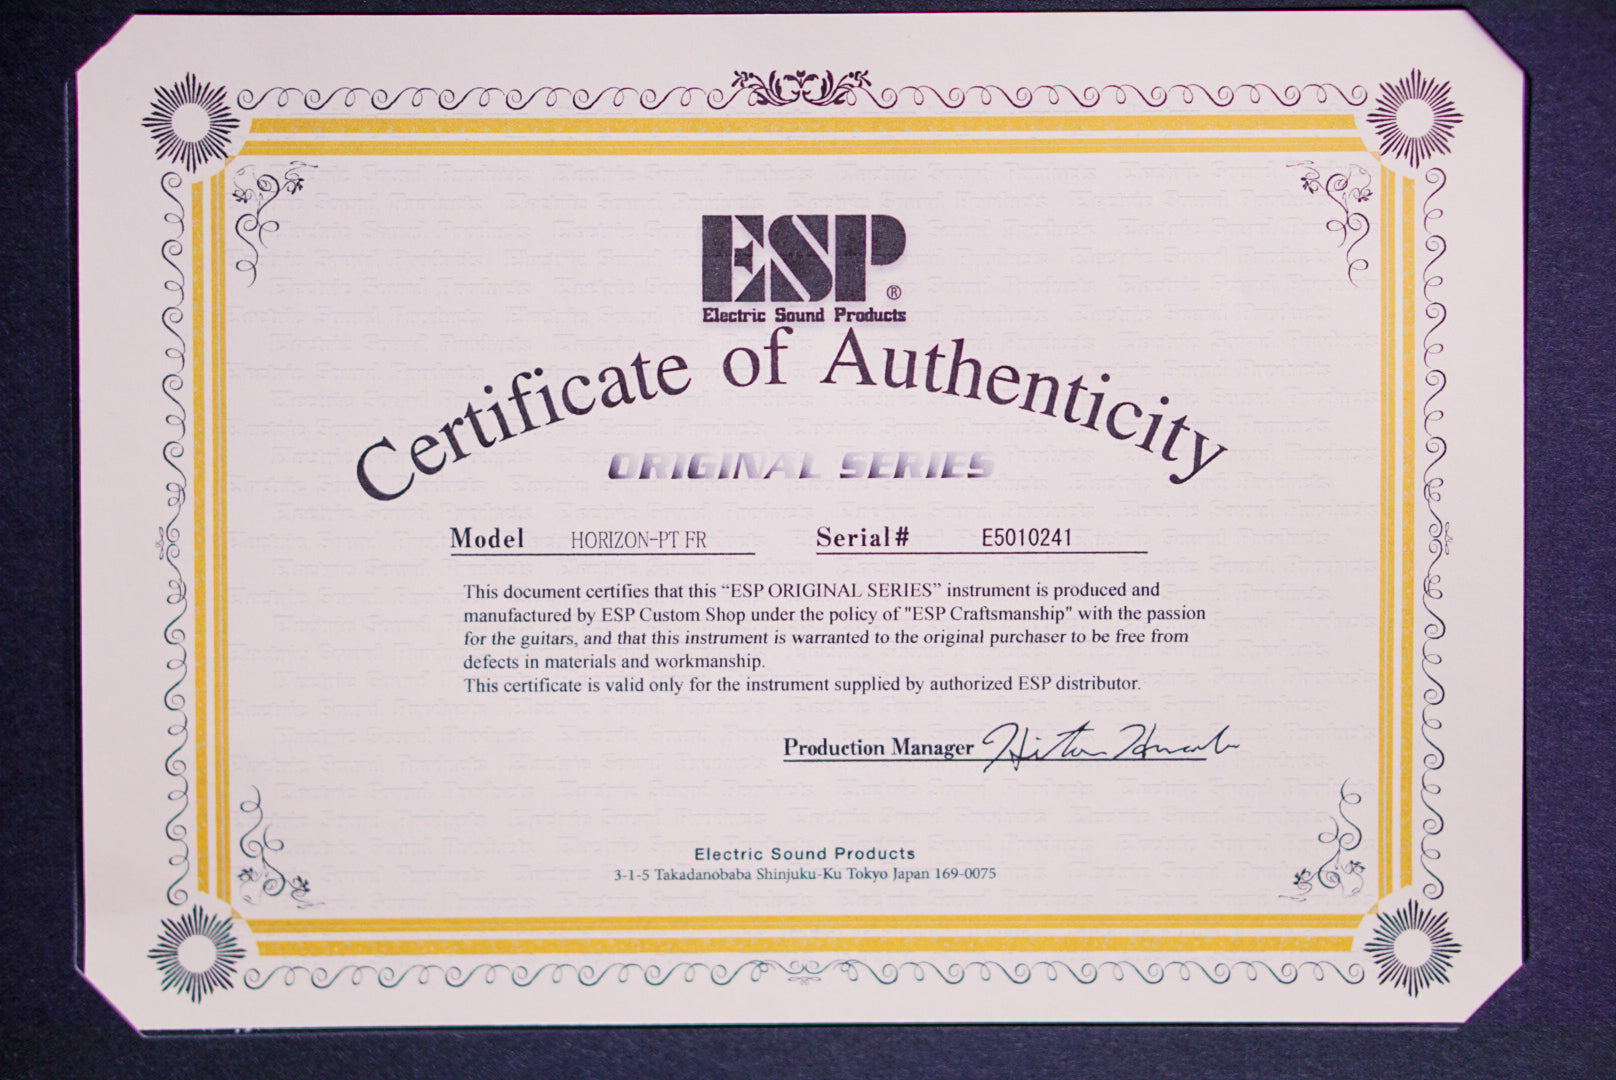 ESP®
Electric Sound Products
Certificate of Authenticity
ORIGINAL SERIES
Model HORIZON-PT FR Serial# E5010241
This document certifies that this “ESP ORIGINAL SERIES” instrument is produced and
manufactured by ESP Custom Shop under the policy of "ESP Craftsmanship" with the passion
for the guitars, and that this instrument is warranted to the original purchaser to be free from
defects in materials and workmanship.
This certificate is valid only for the instrument supplied by authorized ESP distributor.
Production Manager
Electric Sound Products
3-1-5 Takadanobaba Shinjuku-Ku Tokyo Japan 169-0075